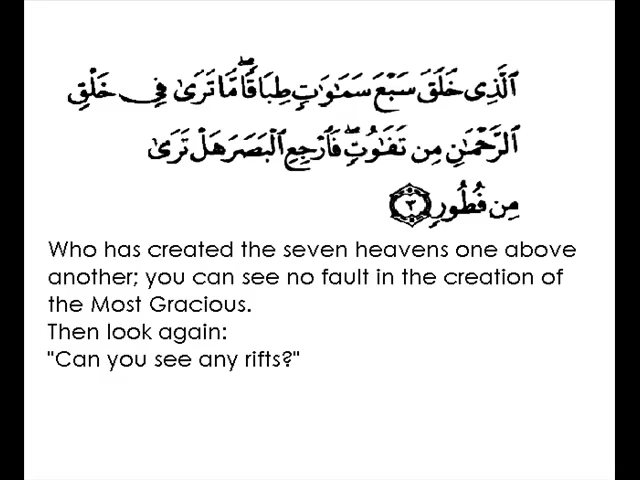 ٱلَّذِى خَلَقَ سَبْعَ سَمَـٰوَٰتٍ طِبَاقًا ۖ مَّا تَرَىٰ فِى خَلْقِ
ٱلرَّحْمَـٰنِ مِن تَفَـٰوُتٍ ۖ فَٱرْجِعِ ٱلْبَصَرَ هَلْ تَرَىٰ
مِن فُطُورٍ ٣
Who has created the seven heavens one above
another; you can see no fault in the creation of
the Most Gracious.
Then look again:
"Can you see any rifts?"